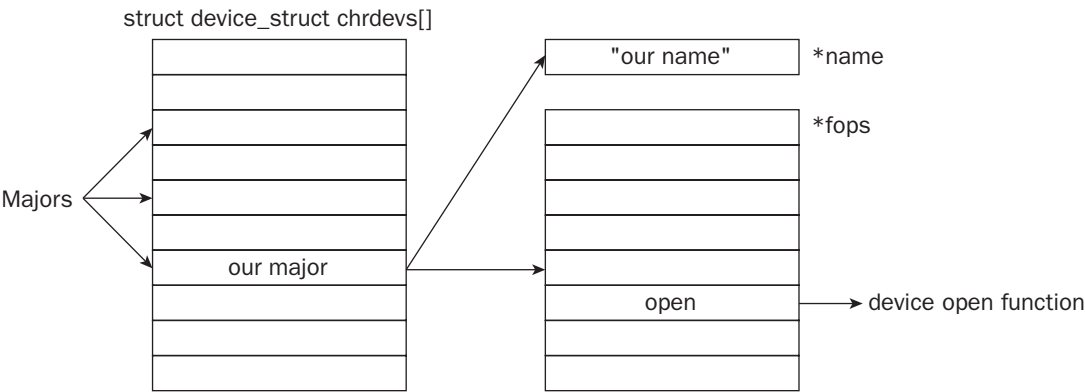 struct device_struct chrdevs[]
"our name"
*name
*fops
Majors
our major
open
device open function